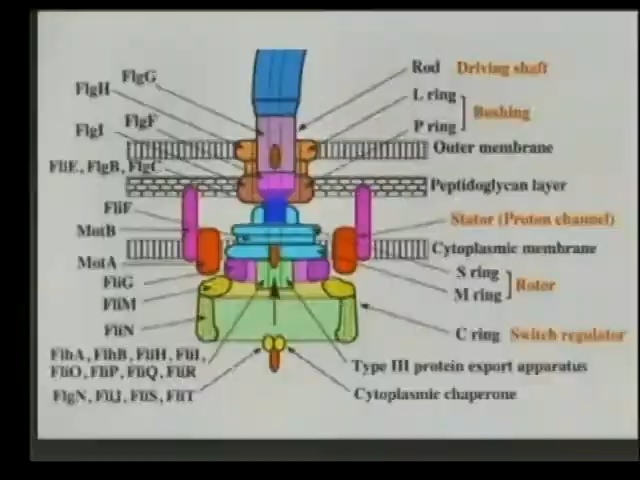 FlgG
FlgH
FlgF
FlgI
FliE, FlgB, FlgC
FliF
MotB
MotA
FliG
FliM
FliN
FlhA, FlhB, FliH, FliI,
FliO, FliP, FliQ, FliR
FlgN, FliJ, FliS, FliT
Rod Driving shaft
L ring
Bushing
P ring
Outer membrane
Peptidoglycan layer
Stator (Proton channel)
Cytoplasmic membrane
S ring
Rotor
M ring
C ring Switch regulator
Type III protein export apparatus
Cytoplasmic chaperone